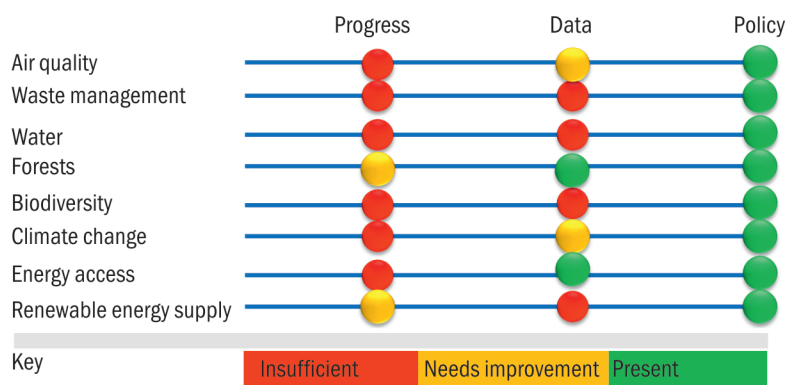 Progress Data Policy
Air quality
Waste management
Water
Forests
Biodiversity
Climate change
Energy access
Renewable energy supply
Key Insufficient Needs improvement Present